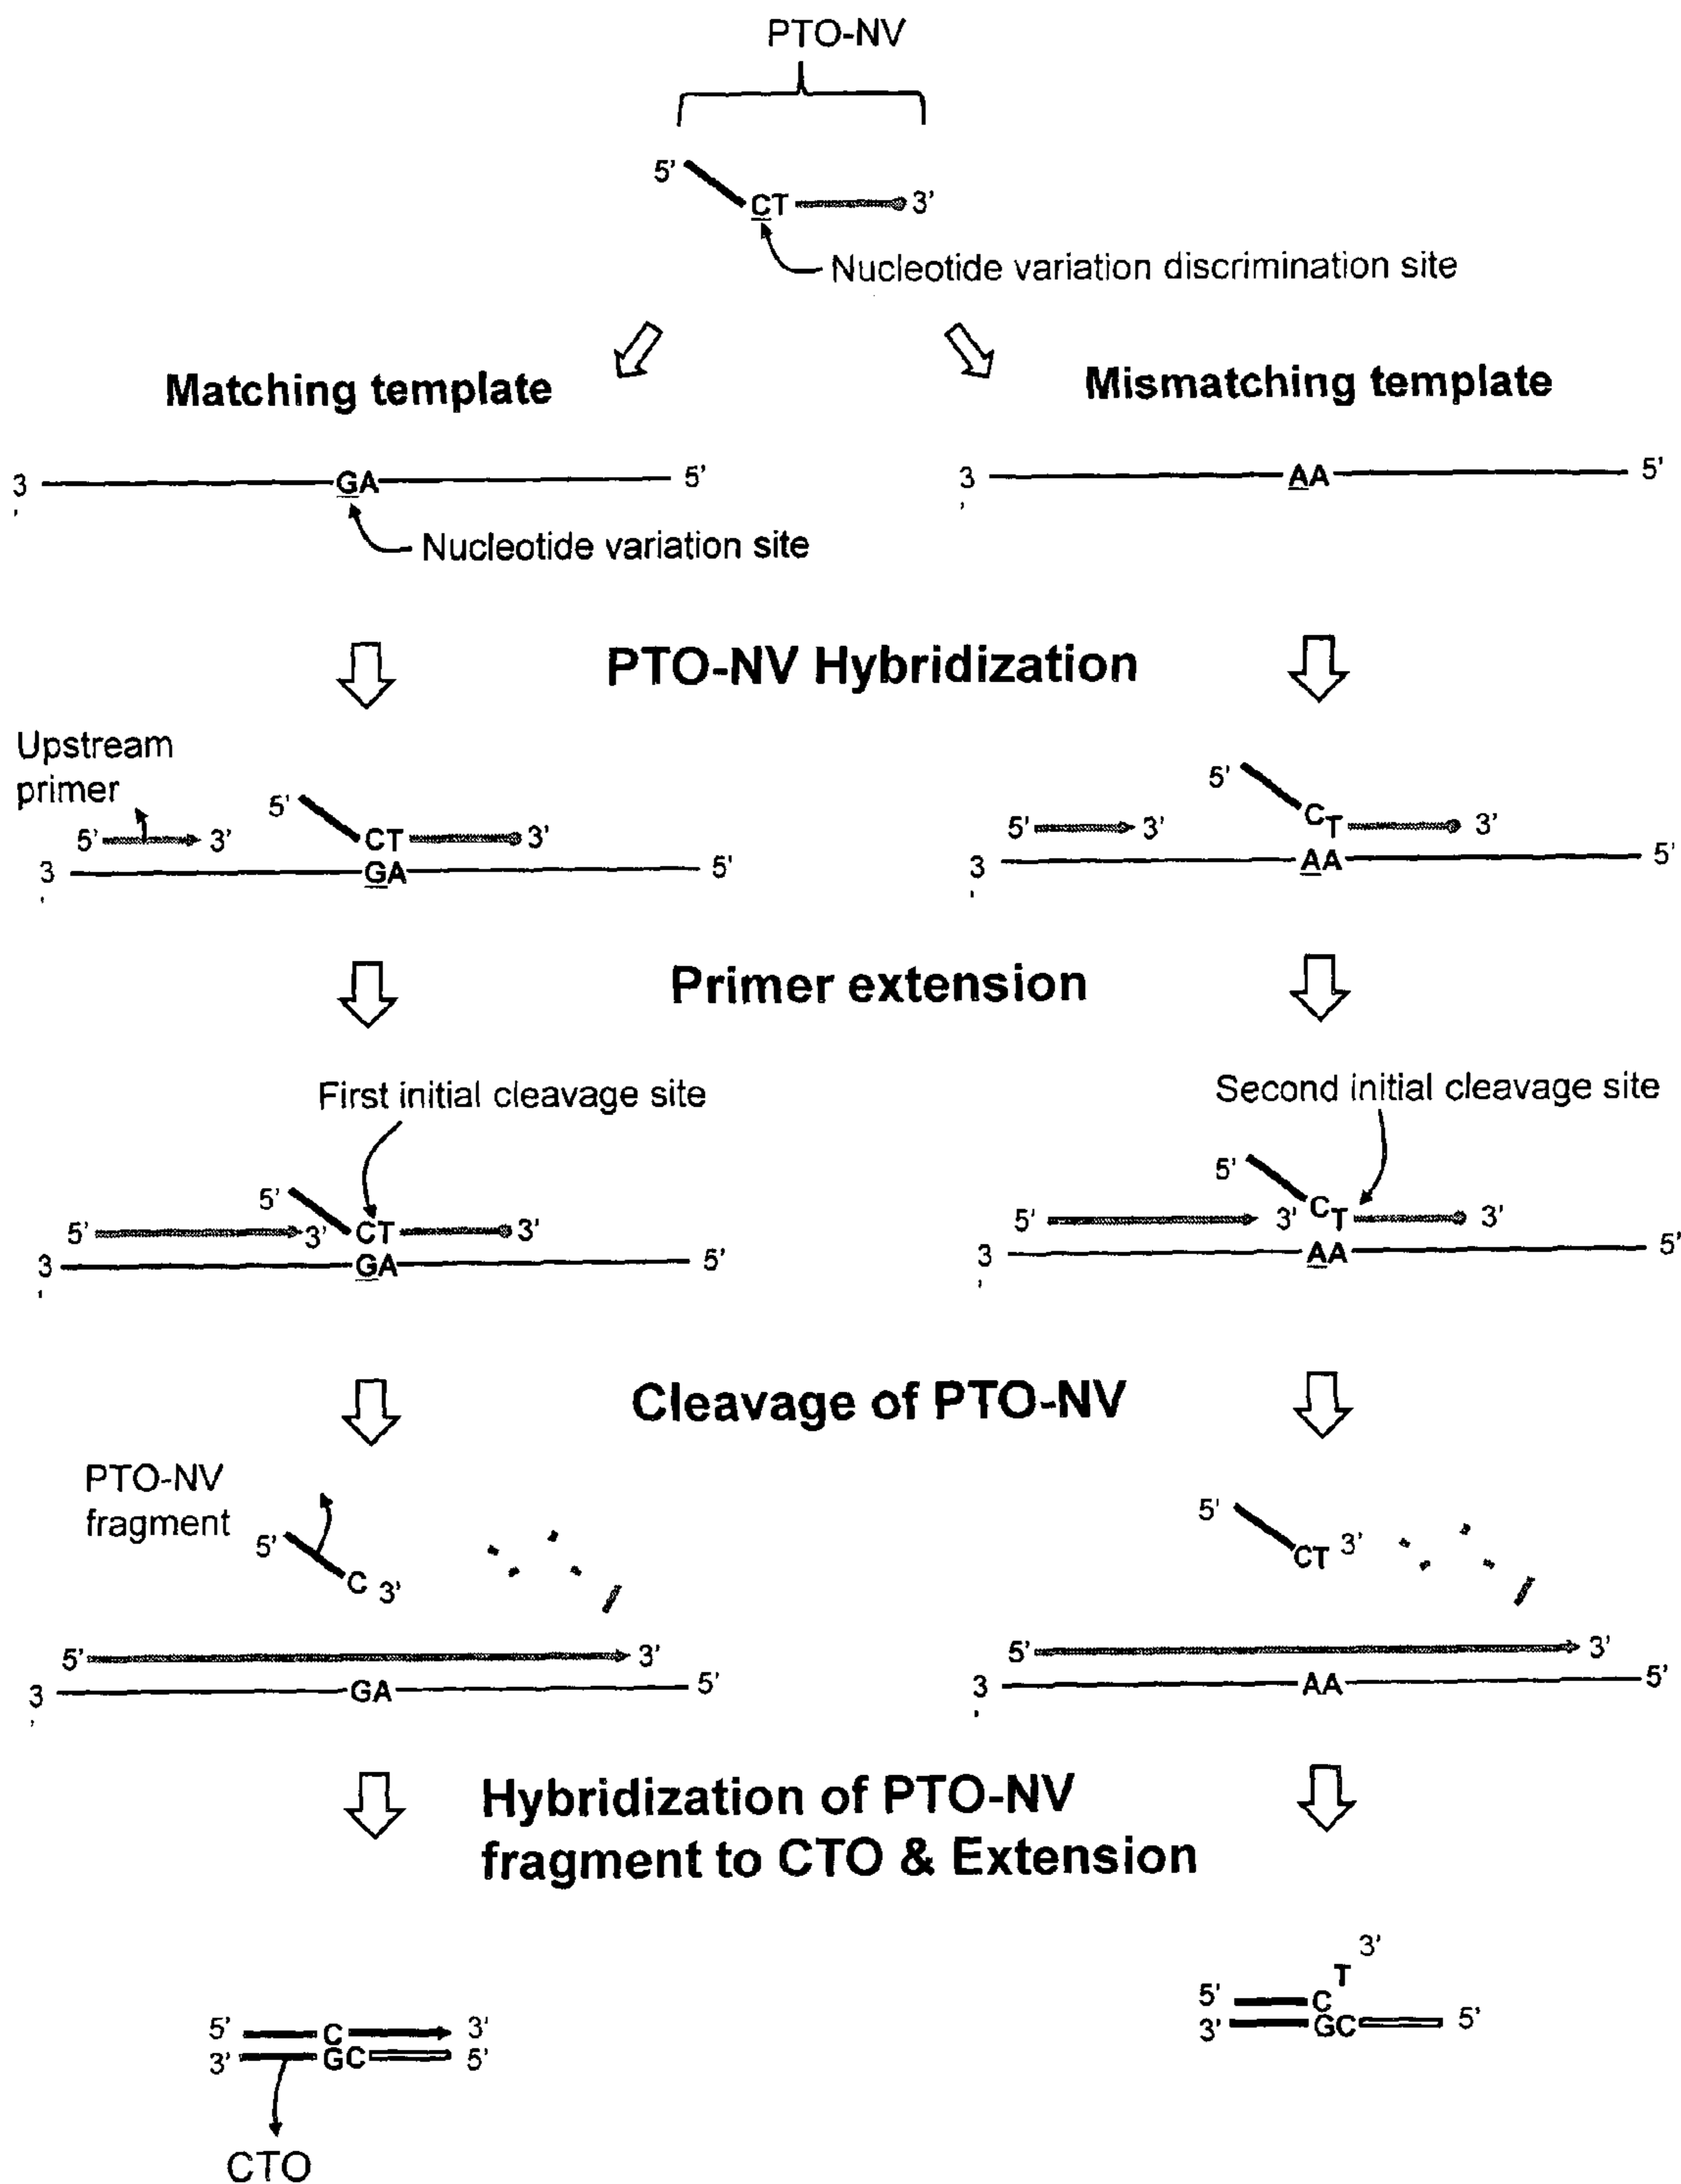 PTO-NV
5'
CT 3'
Nucleotide variation discrimination site
Matching template
Mismatching template
3' GA 5'
3' AA 5'
Nucleotide variation site
PTO-NV Hybridization
Upstream
primer
5' 3' 5' CT 3'
3' GA 5'
5' 3' 5' CT 3'
3' AA 5'
Primer extension
First initial cleavage site
Second initial cleavage site
5' 3' 5' CT 3'
3' GA 5'
5' 3' 5' CT 3'
3' AA 5'
Cleavage of PTO-NV
PTO-NV
fragment
5' C 3'
5' CT 3'
5' 3'
3' GA 5'
5' 3'
3' AA 5'
Hybridization of PTO-NV
fragment to CTO & Extension
5' C 3'
3' GC 5'
CTO
3'
T
5' C
3' GC 5'